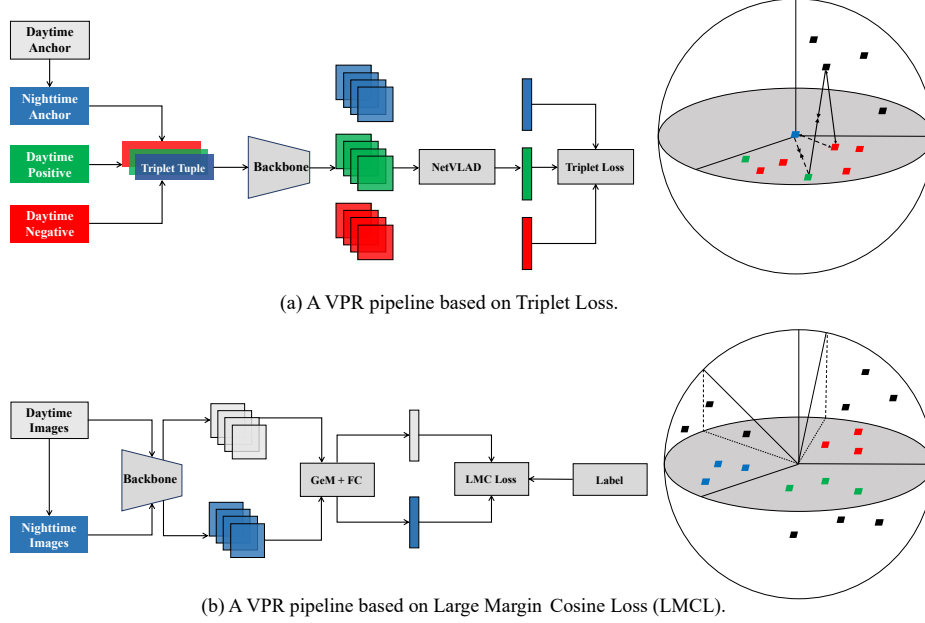 Daytime
Anchor
Nighttime
Anchor
Daytime
Positive
Daytime
Negative
Triplet Tuple
Backbone
NetVLAD
Triplet Loss
(a) A VPR pipeline based on Triplet Loss.
Daytime
Images
Nighttime
Images
Backbone
GeM + FC
LMC Loss
Label
(b) A VPR pipeline based on Large Margin Cosine Loss (LMCL).